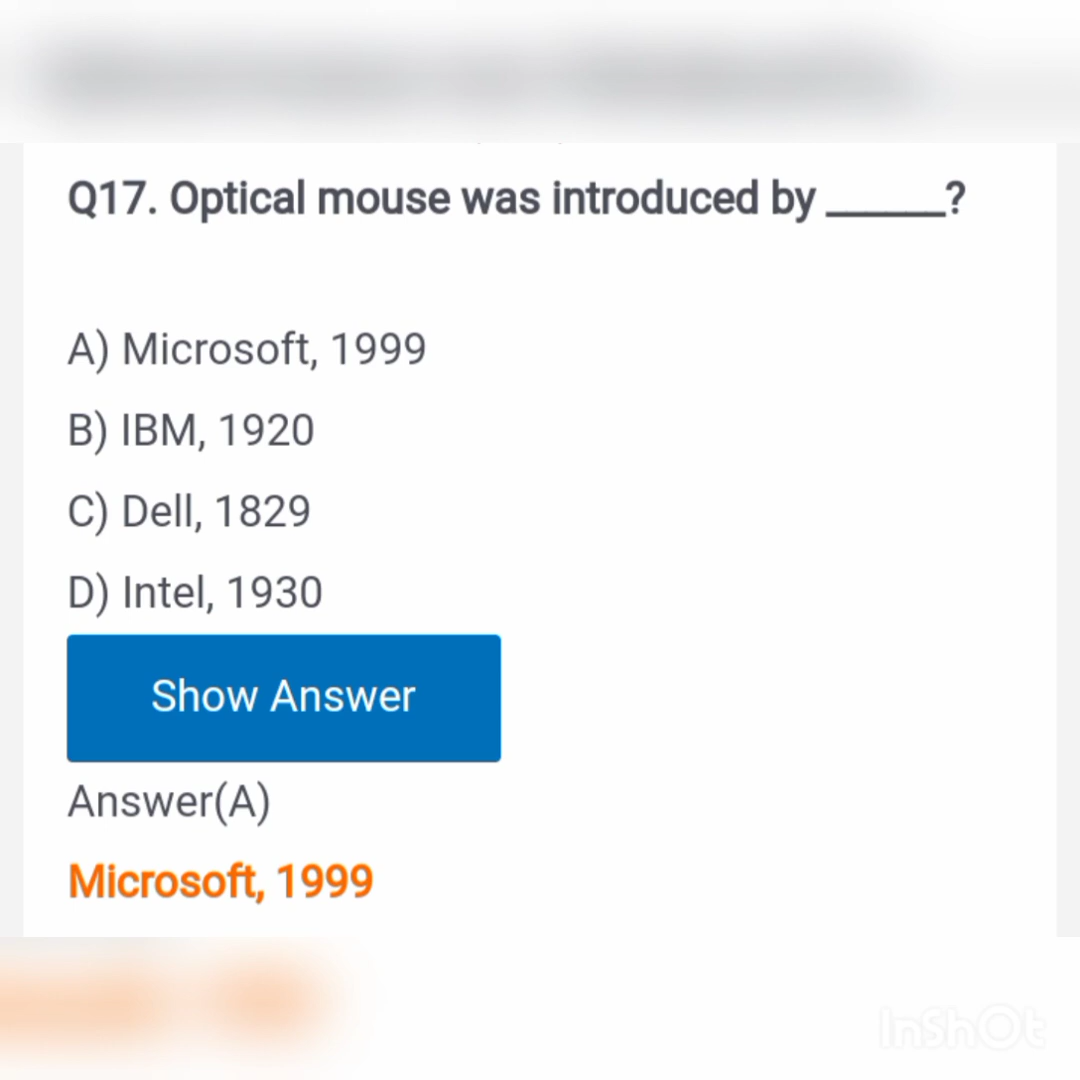 Q17. Optical mouse was introduced by ______?
A) Microsoft, 1999
B) IBM, 1920
C) Dell, 1829
D) Intel, 1930
Show Answer
Answer(A)
Microsoft, 1999
InShOt